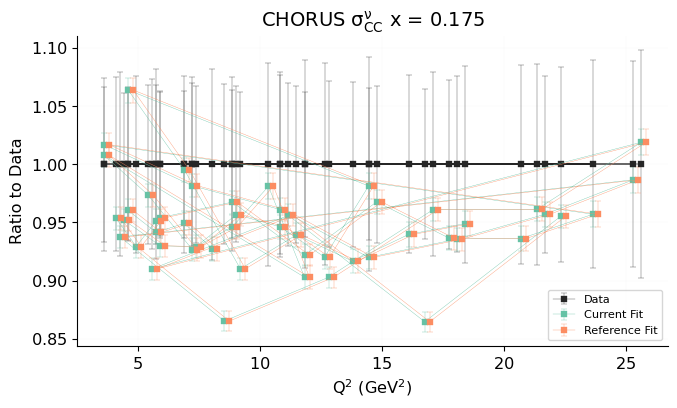 CHORUS σ^ν_CC x = 0.175
Ratio to Data
1.10
1.05
1.00
0.95
0.90
0.85
5
10
15
20
25
Q² (GeV²)
Data
Current Fit
Reference Fit